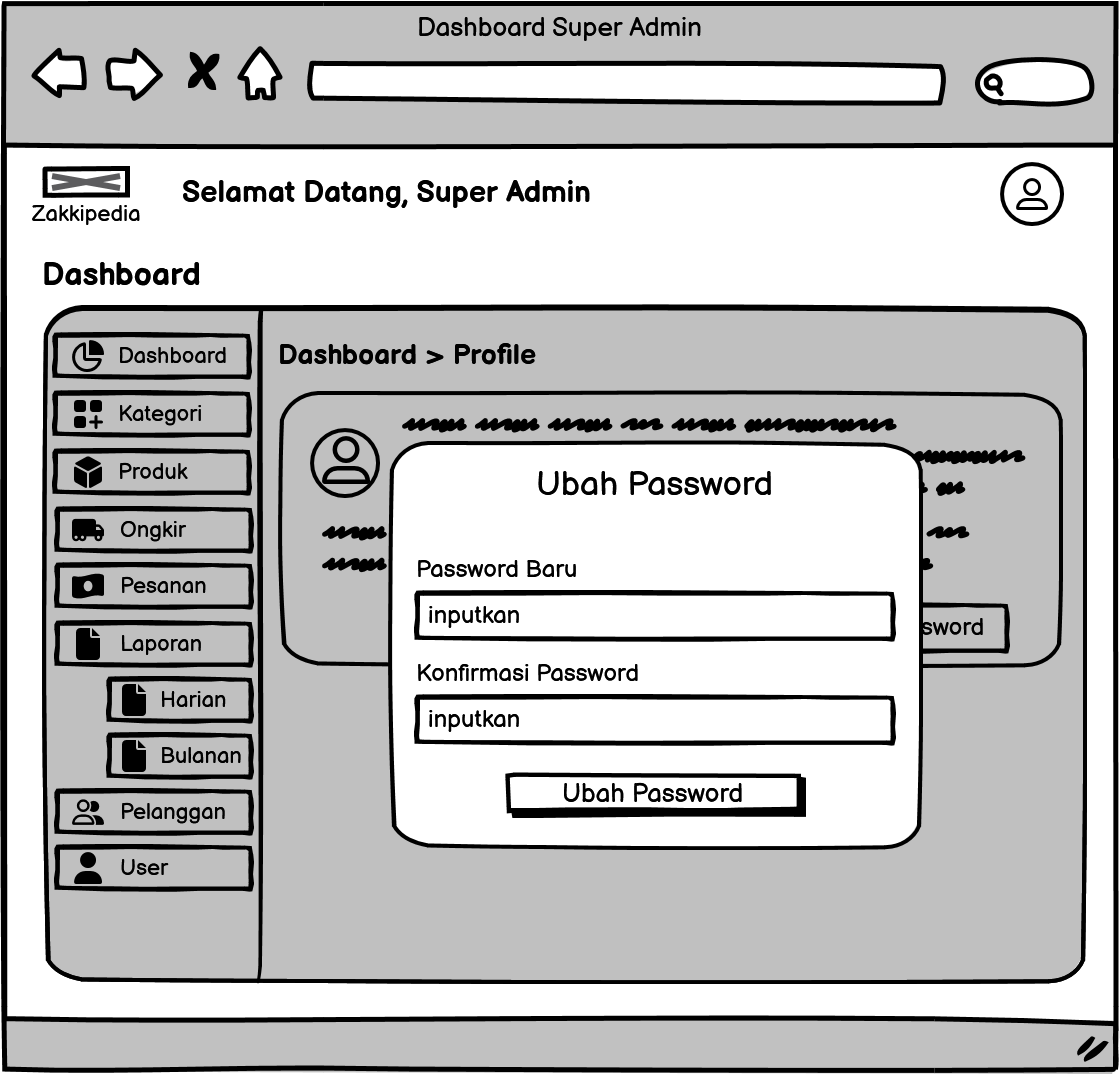 Dashboard Super Admin
Zakkipedia
Selamat Datang, Super Admin
Dashboard
Dashboard
Kategori
Produk
Ongkir
Pesanan
Laporan
Harian
Bulanan
Pelanggan
User
Dashboard > Profile
Ubah Password
Password Baru
inputkan
Konfirmasi Password
inputkan
Ubah Password
sword